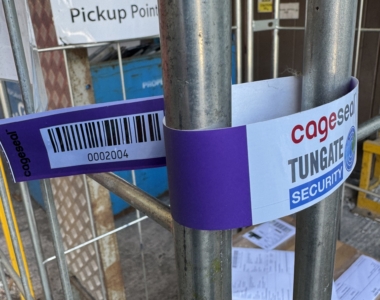 Pickup Point
cageseal
0002004
cageseal
TUNGATE
SECURITY